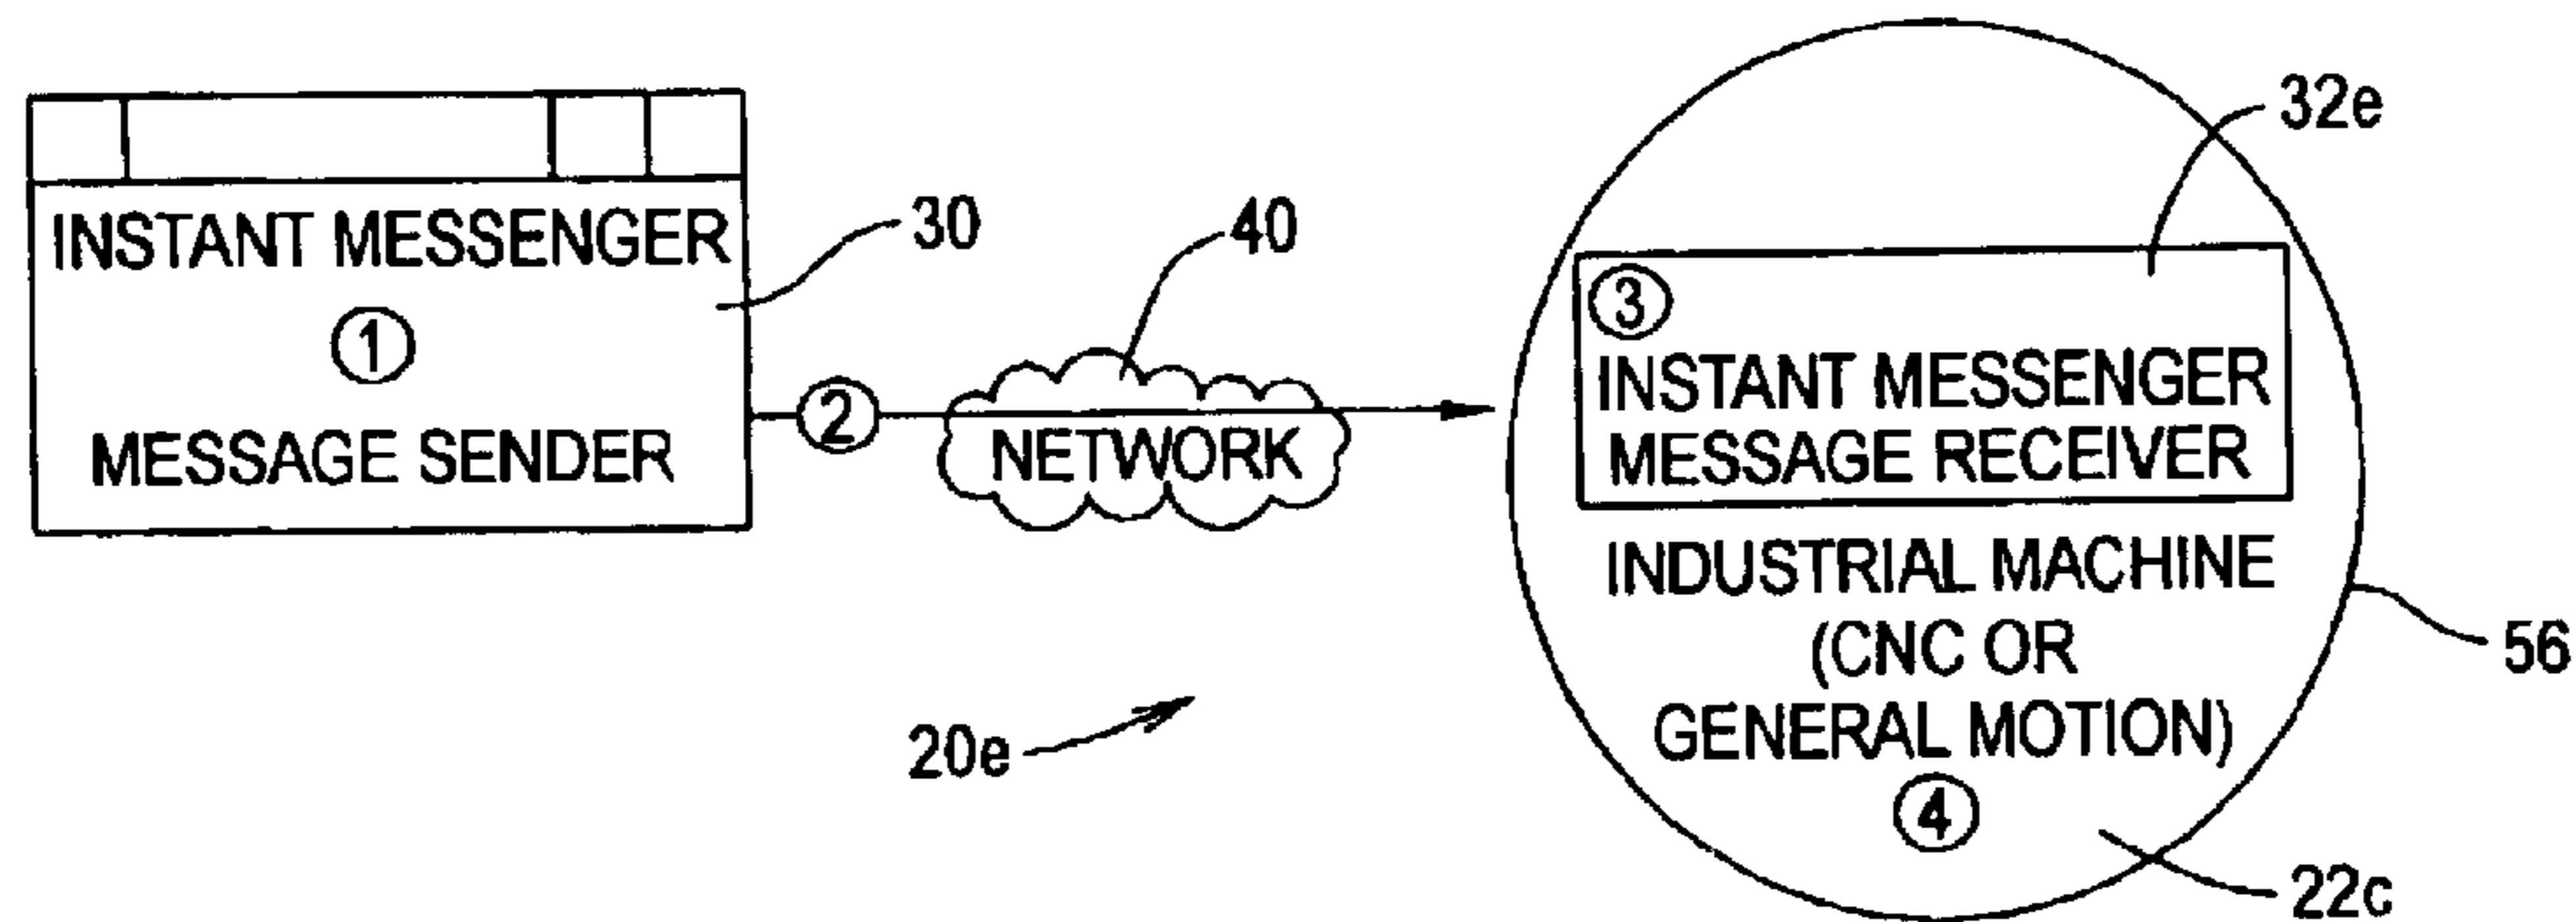 INSTANT MESSENGER
①
MESSAGE SENDER
30
②
40
NETWORK
32e
③
INSTANT MESSENGER
MESSAGE RECEIVER
INDUSTRIAL MACHINE
(CNC OR
GENERAL MOTION)
④
56
20e
22c